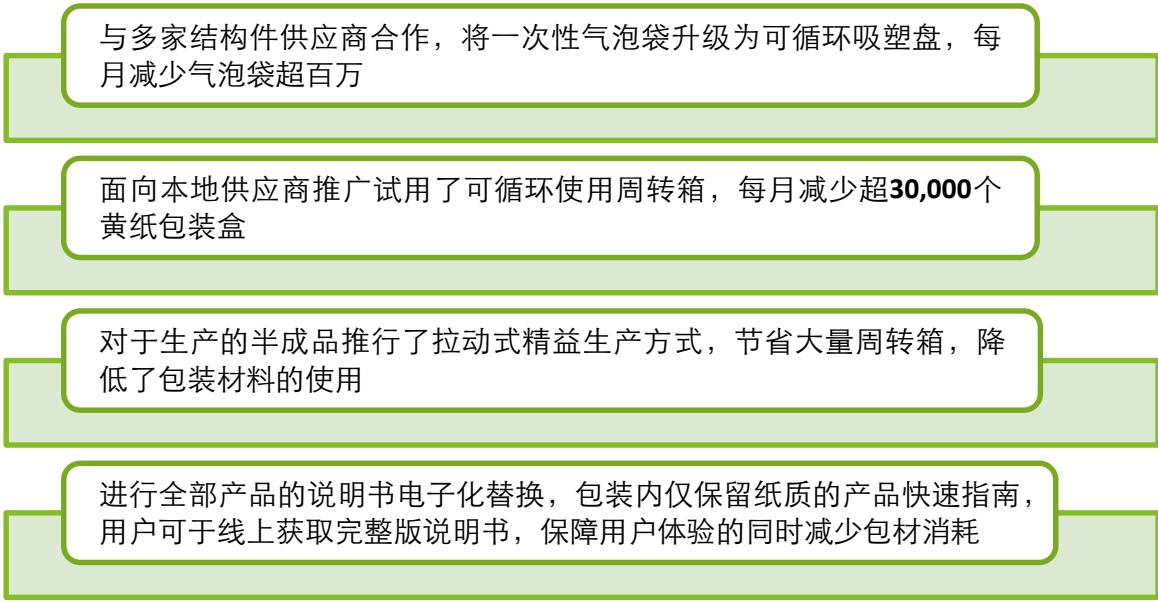 与多家结构件供应商合作，将一次性气泡袋升级为可循环吸塑盘，每
月减少气泡袋超百万
面向本地供应商推广试用了可循环使用周转箱，每月减少超30,000个
黄纸包装盒
对于生产的半成品推行了拉动式精益生产方式，节省大量周转箱，降
低了包装材料的使用
进行全部产品的说明书电子化替换，包装内仅保留纸质的产品快速指南，
用户可于线上获取完整版说明书，保障用户体验的同时减少包材消耗